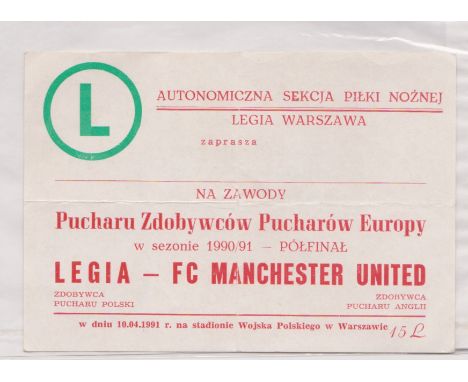 L
AUTONOMICZNA SEKCJA PIŁKI NOŻNEJ
LEGIA WARSZAWA
zaprasza
NA ZAWODY
Pucharu Zdobywców Pucharów Europy
w sezonie 1990/91 — PÓŁFINAŁ
LEGIA — FC MANCHESTER UNITED
ZDOBYWCA
PUCHARU POLSKI
ZDOBYWCA
PUCHARU ANGLII
w dniu 10.04.1991 r. na stadionie Wojska Polskiego w Warszawie
15 £